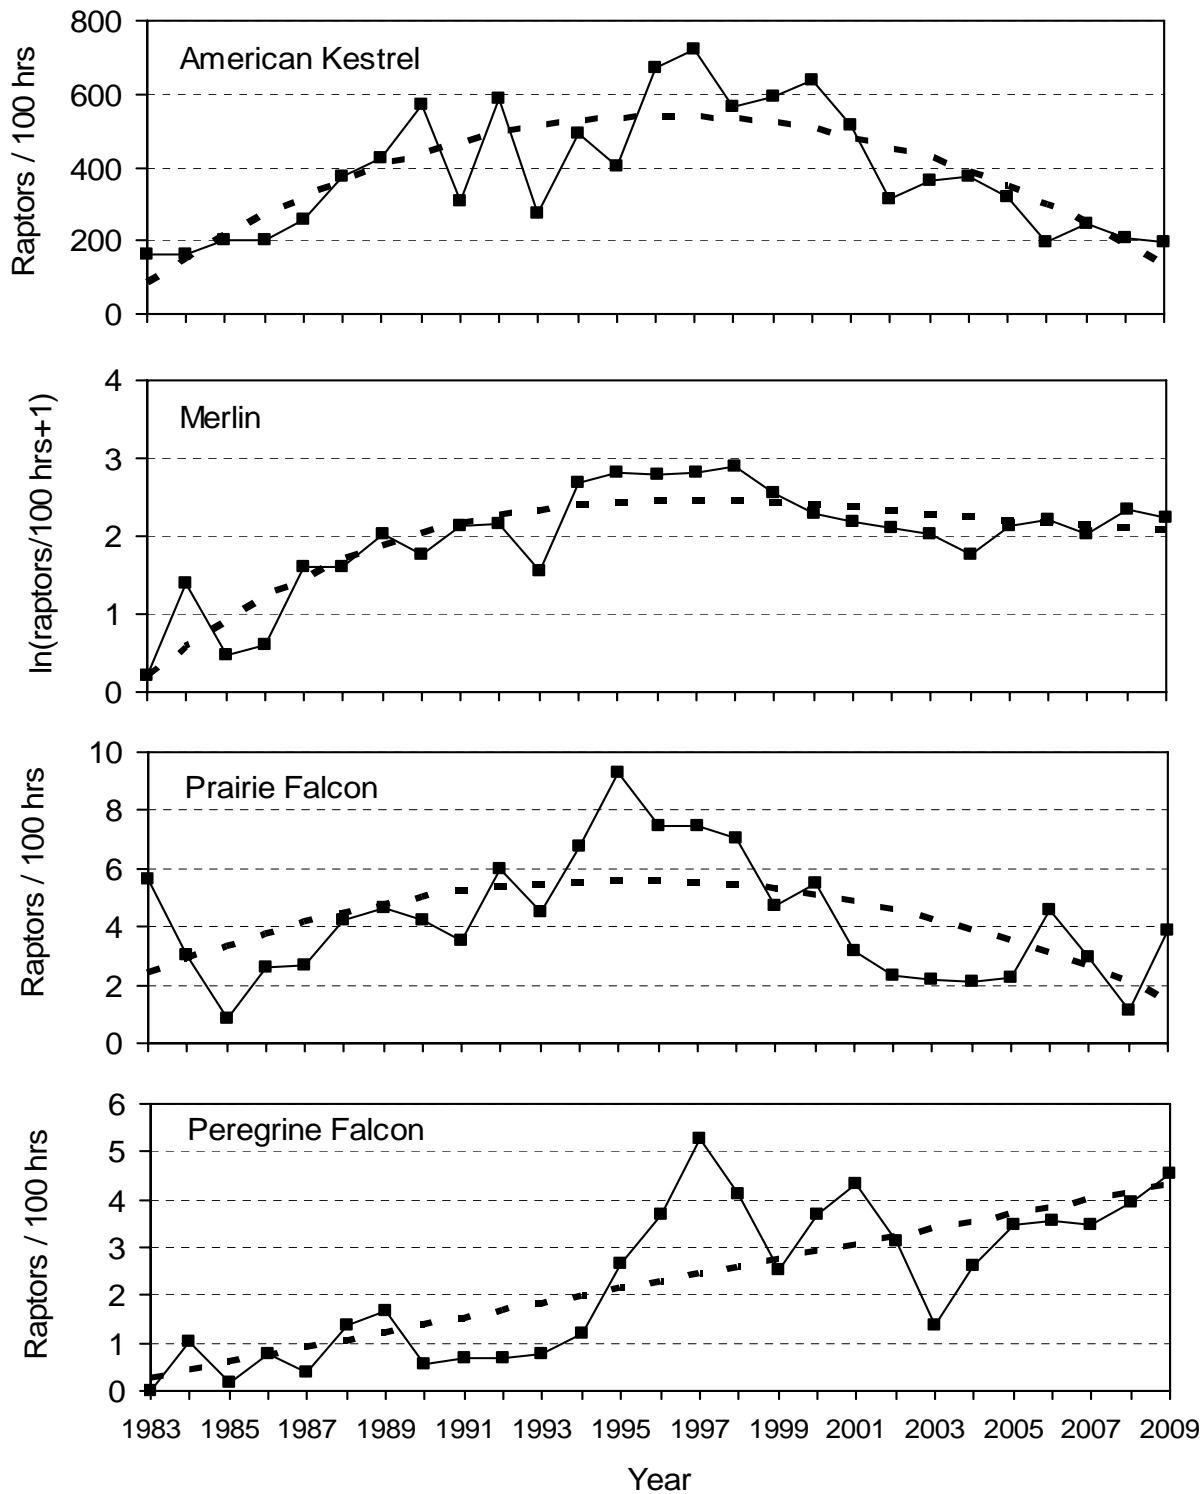 800
American Kestrel
600
400
200
0
Raptors / 100 hrs
4
Merlin
3
2
1
0
ln(raptors/100 hrs+1)
10
Prairie Falcon
8
6
4
2
0
Raptors / 100 hrs
6
Peregrine Falcon
5
4
3
2
1
0
Raptors / 100 hrs
1983 1985 1987 1989 1991 1993 1995 1997 1999 2001 2003 2005 2007 2009
Year